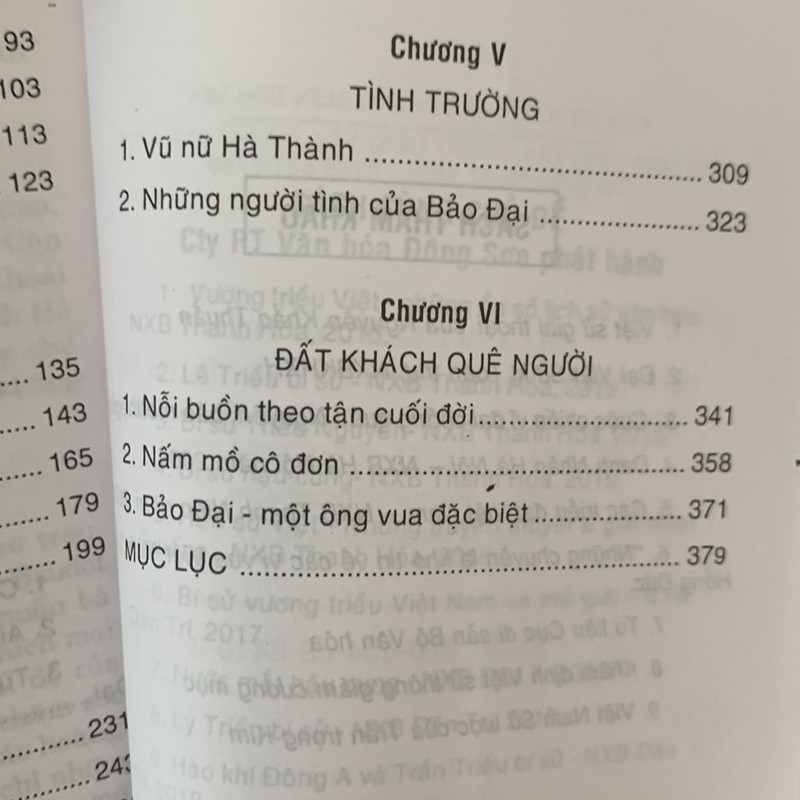 93
103
113
123
135
143
165
179
199
231
243
Chương V
TÌNH TRƯỜNG
1. Vũ nữ Hà Thành ........ 309
2. Những người tình của Bảo Đại ........ 323
Chương VI
ĐẤT KHÁCH QUÊ NGƯỜI
1. Nỗi buồn theo tận cuối đời ........ 341
2. Nấm mồ cô đơn ........ 358
3. Bảo Đại - một ông vua đặc biệt ........ 371
MỤC LỤC ........ 379